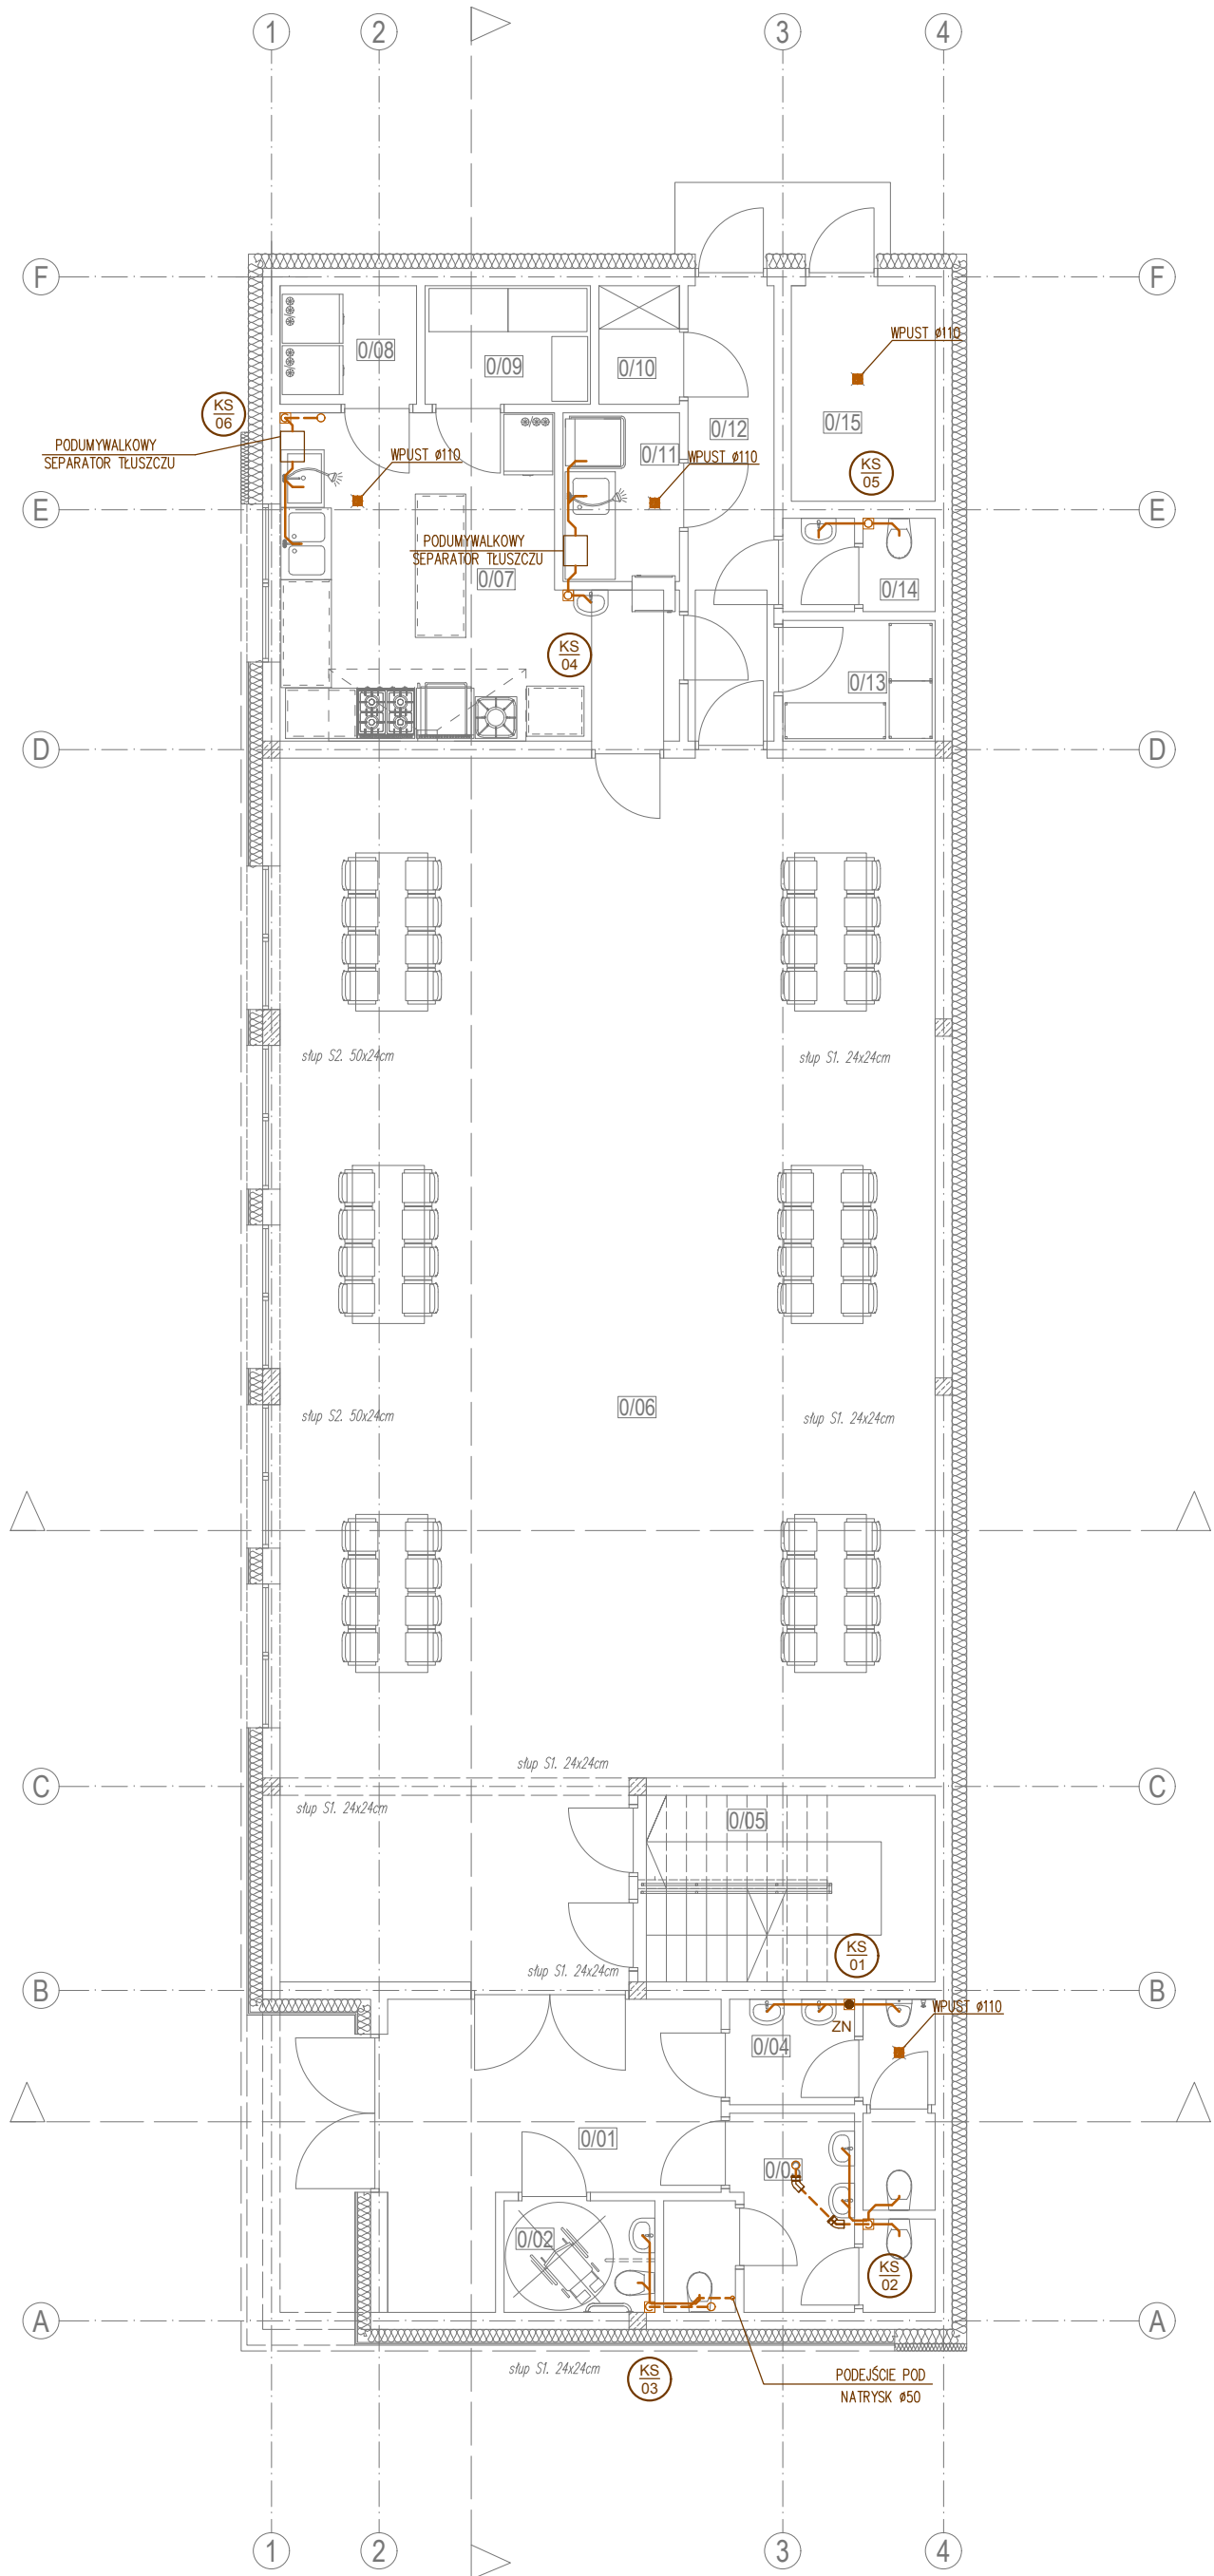 1
2
3
4
F
F
WPUST ø110
0/08
0/09
0/10
0/15
0/12
KS
06
PODUMYWALKOWY
SEPARATOR TŁUSZCZU
WPUST ø110
0/11
WPUST ø110
KS
05
E
E
PODUMYWALKOWY
SEPARATOR TŁUSZCZU
0/07
0/14
KS
04
0/13
D
D
słup S2. 50x24cm
słup S1. 24x24cm
0/06
słup S2. 50x24cm
słup S1. 24x24cm
słup S1. 24x24cm
C
C
słup S1. 24x24cm
0/05
KS
01
słup S1. 24x24cm
B
B
WPUST ø110
ZN
0/04
0/01
0/03
0/02
KS
02
A
A
słup S1. 24x24cm
KS
03
PODEJŚCIE POD
NATRYSK ø50
1
2
3
4